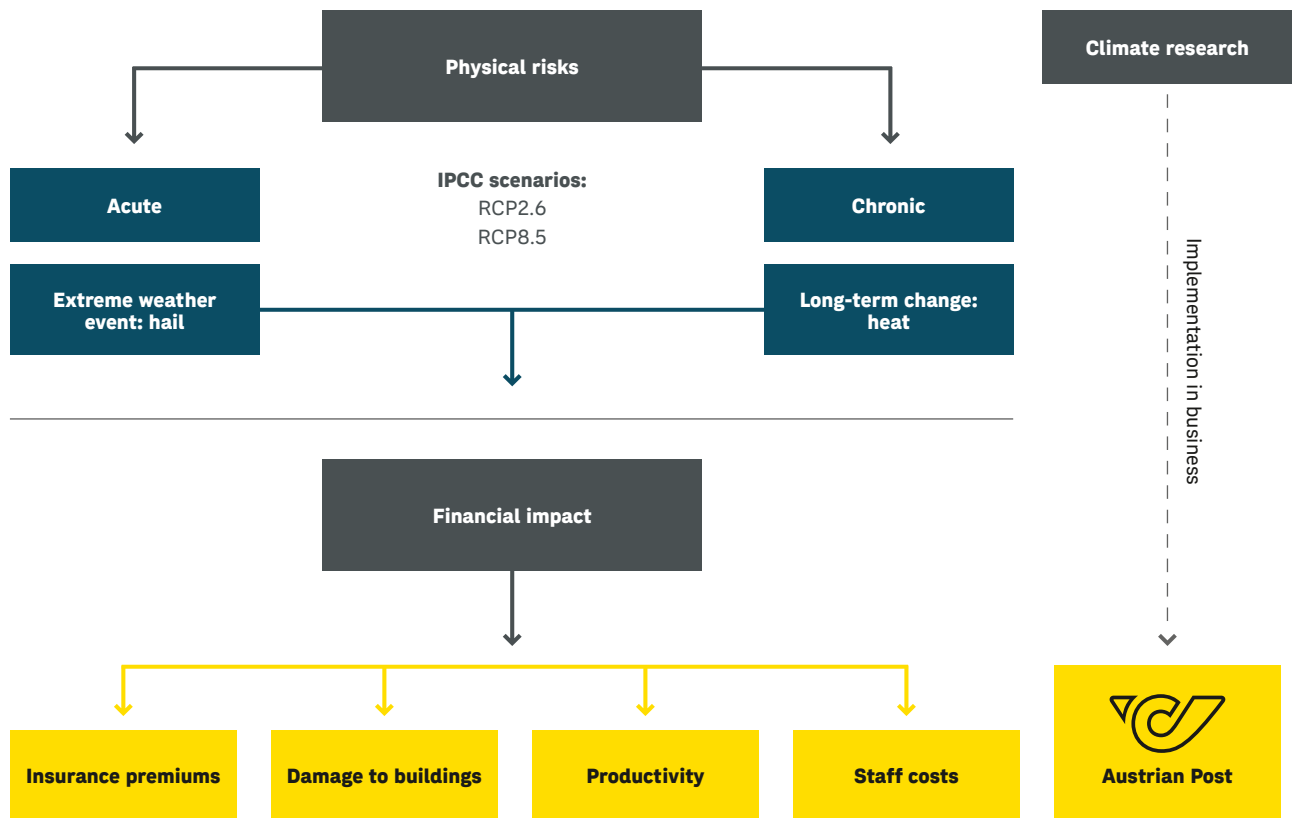 Physical risks
Climate research
Acute
IPCC scenarios:
RCP2.6
RCP8.5
Chronic
Extreme weather
event: hail
Long-term change:
heat
Implementation in business
Financial impact
Insurance premiums
Damage to buildings
Productivity
Staff costs
Austrian Post